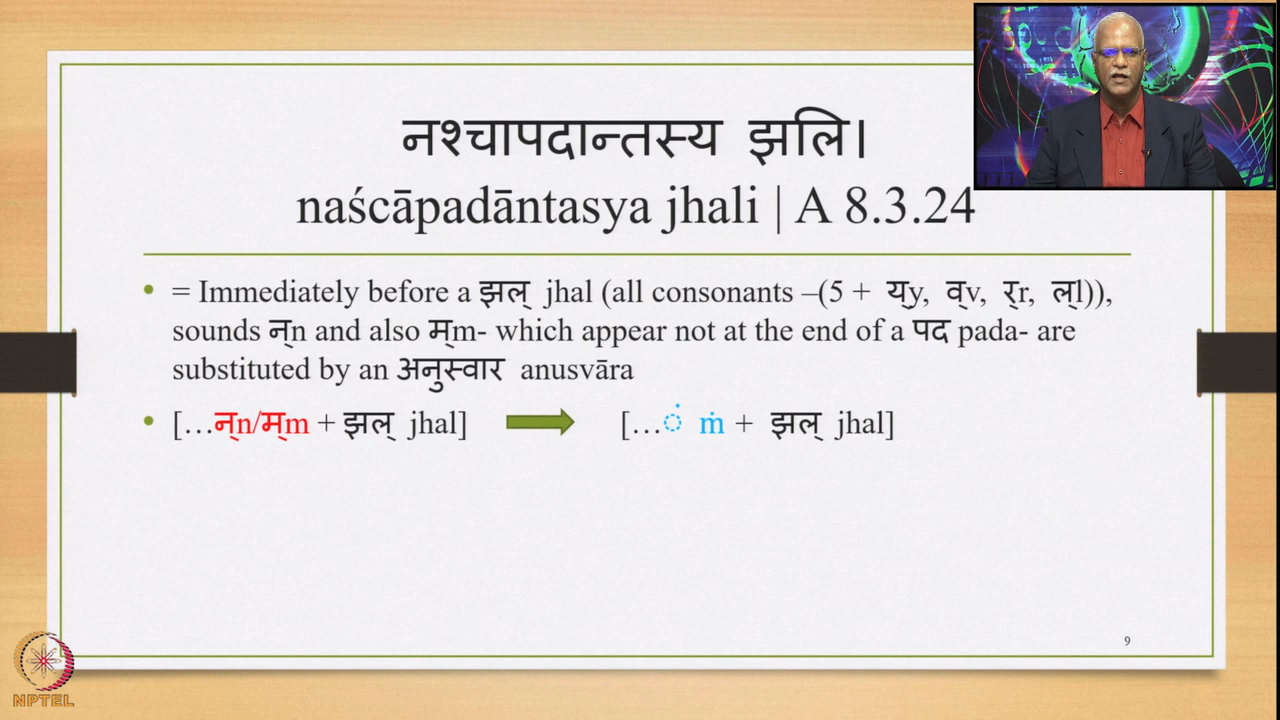 नश्चापदान्तस्य झलि।
naścāpadāntasya jhali | A 8.3.24
• = Immediately before a झल् jhal (all consonants –(5 + य्y, व्v, र्r, ल्l)),
sounds न्n and also म्m- which appear not at the end of a पद pada- are
substituted by an अनुस्वार anusvāra
• […न्n/म्m + झल् jhal] […ं ṁ + झल् jhal]
9
NPTEL